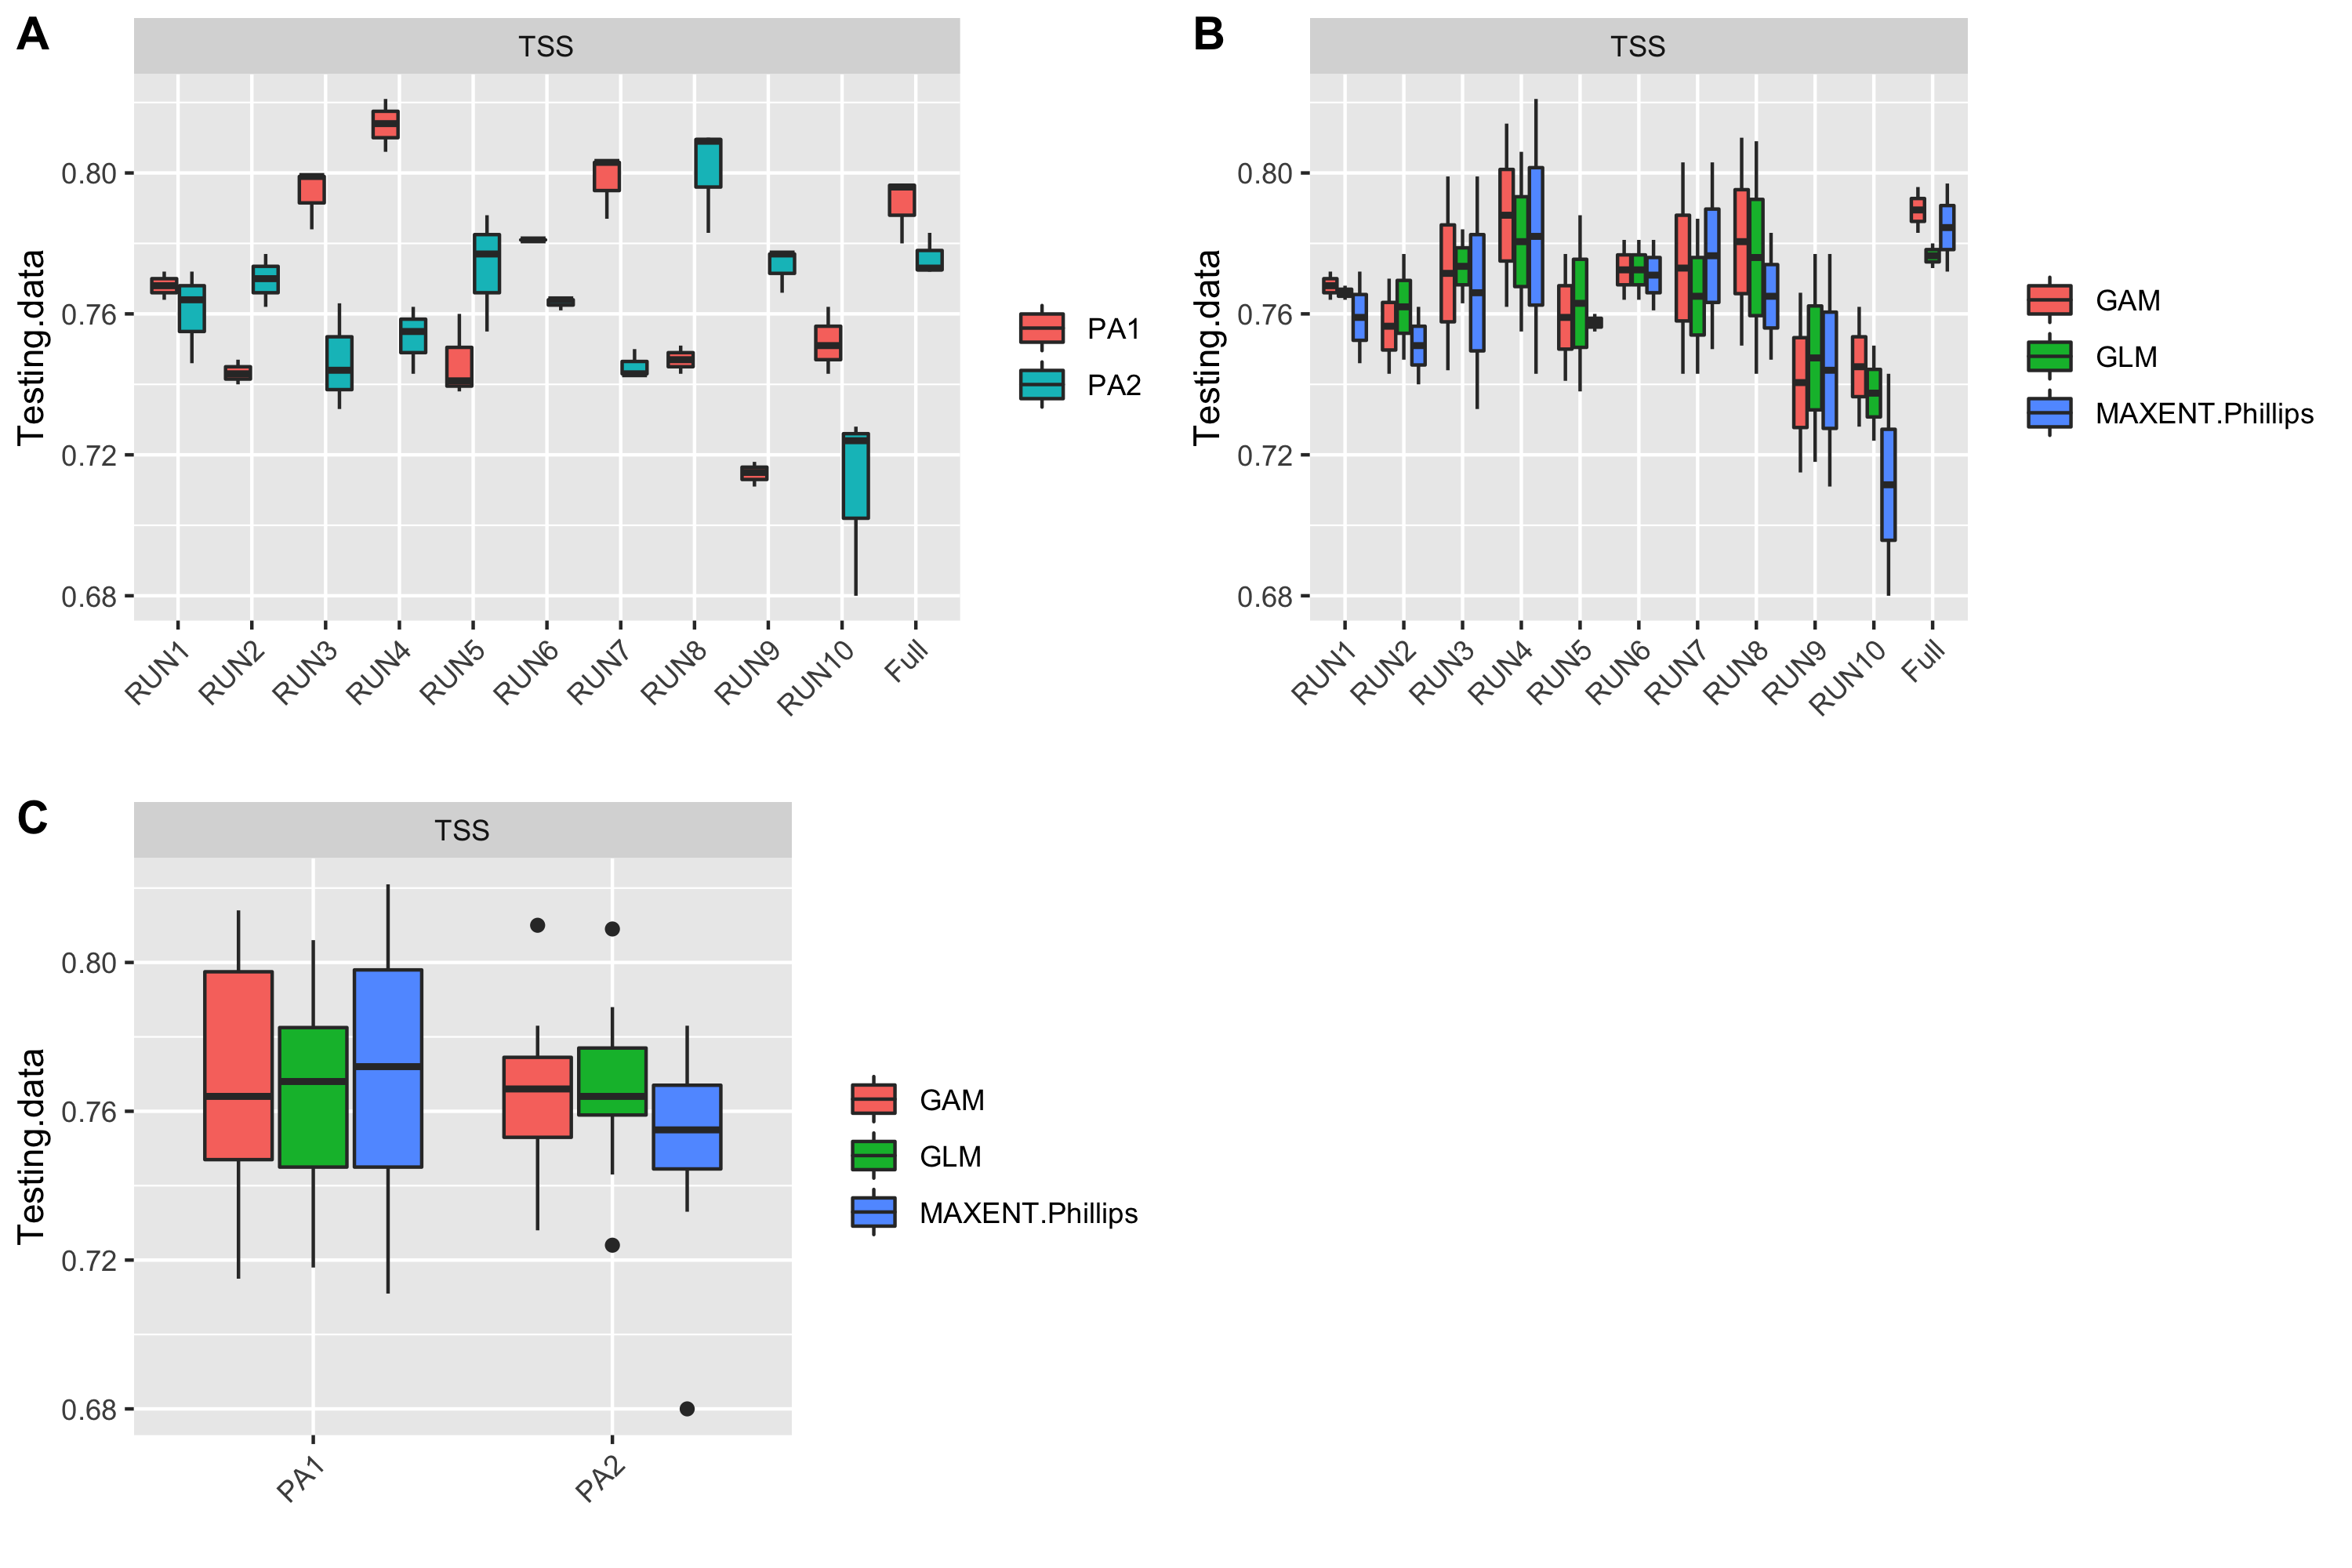 A
TSS
Testing.data
0.80
0.76
0.72
0.68
RUN1
RUN2
RUN3
RUN4
RUN5
RUN6
RUN7
RUN8
RUN9
RUN10
Full
PA1
PA2
B
TSS
Testing.data
0.80
0.76
0.72
0.68
RUN1
RUN2
RUN3
RUN4
RUN5
RUN6
RUN7
RUN8
RUN9
RUN10
Full
GAM
GLM
MAXENT.Phillips
C
TSS
Testing.data
0.80
0.76
0.72
0.68
PA1
PA2
GAM
GLM
MAXENT.Phillips